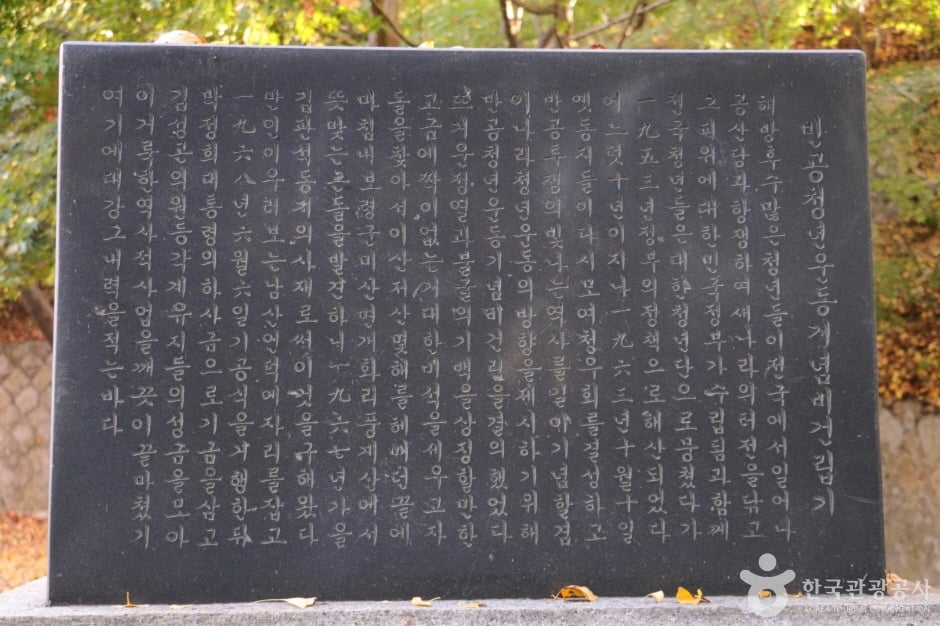 반공청년운동기념비건립기
해방후수많은청년들이전국에서일어나
공산당과항쟁하여새나라의터전을닦고
그터위에대한민국정부가수립됨과함께
전국청년들은대한청년단으로뭉쳤다가
一九五三년정부의정책으로해산되었다
어느덧十년이지나一九六三년十월十일
옛동지들이다시모여정우회를결성하고
반공투쟁의빛나는역사를길이기념할겸
이나라청년운동의방향을제시하기위해
반공청년운동기념비건립을결의했었다
뜨거운정열과불굴의기백을상징할만한
고금에짝이없는거대한비석을세우고자
돌을찾아서이산저산몇해를헤매던끝에
마침내보령군미산면개화리풍계산에서
뜻맞는돌을발견하니一九六七년가을
김판석동지의사재로써이것을구해왔다
만인이우러보는남산언덕에자리를잡고
一九六八년六월六일기공식을거행한뒤
박정희대통령의하사금으로기금을삼고
김성곤의원등각계유지들의성금을모아
이거룩한역사적사업을깨끗이끝마쳤기
여기에대강그내력을적는바다
한국관광공사
KOREA TOURISM ORGANIZATION